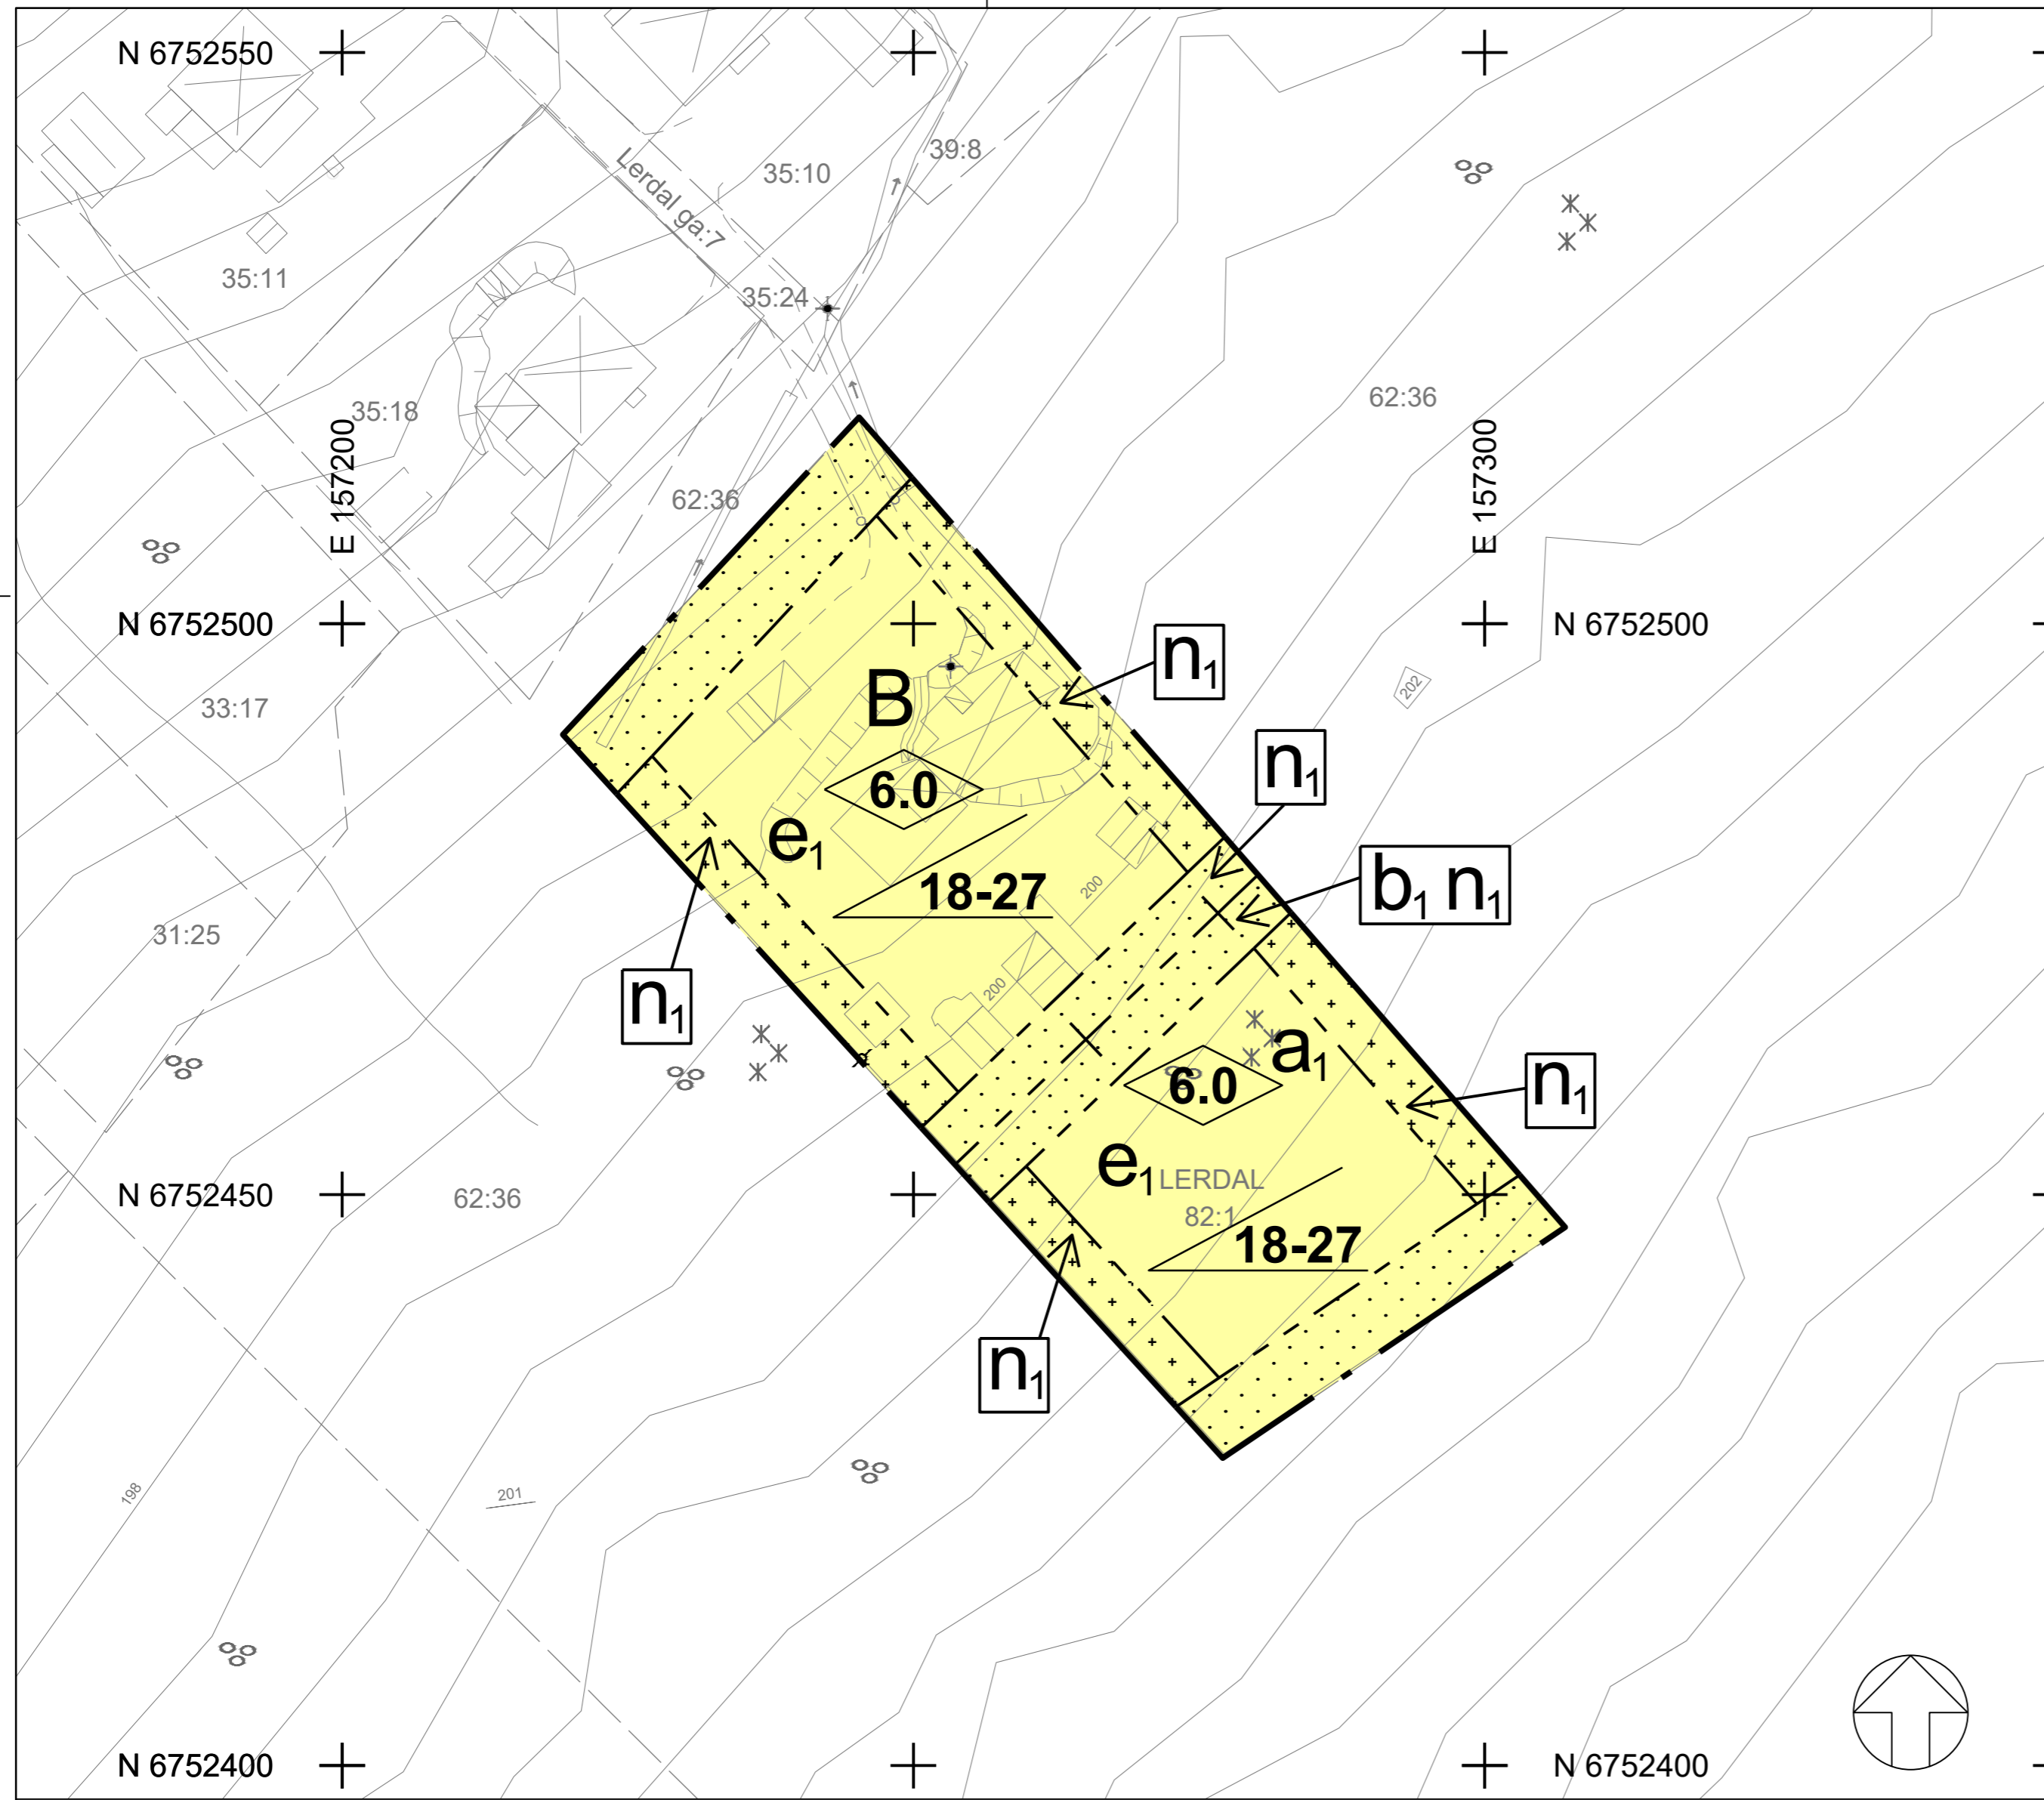 N 6752550
39:8
35:10
Lerdal ga:7
35:11
35:24
62:36
35:18
E 157200
E 157300
62:36
N 6752500
N 6752500
n1
202
B
33:17
n1
6.0
e1
b1 n1
18-27
200
31:25
200
n1
a1
6.0
n1
e1
LERDAL
N 6752450
62:36
82:1
18-27
n1
198
201
N 6752400
N 6752400